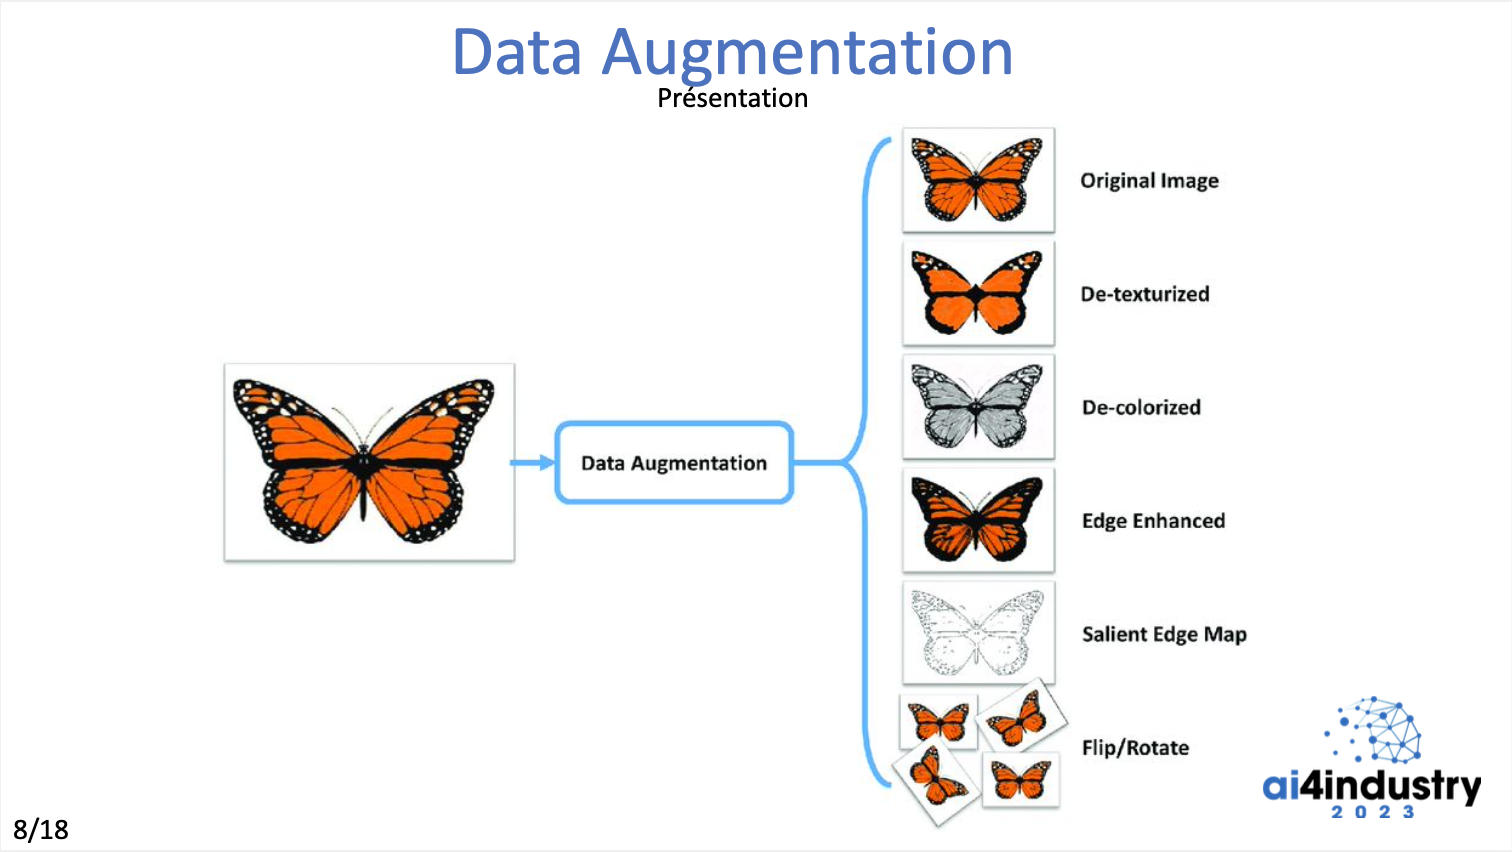 Data Augmentation
Présentation
Original Image
De-texturized
De-colorized
Data Augmentation
Edge Enhanced
Salient Edge Map
Flip/Rotate
ai4industry
2023
8/18